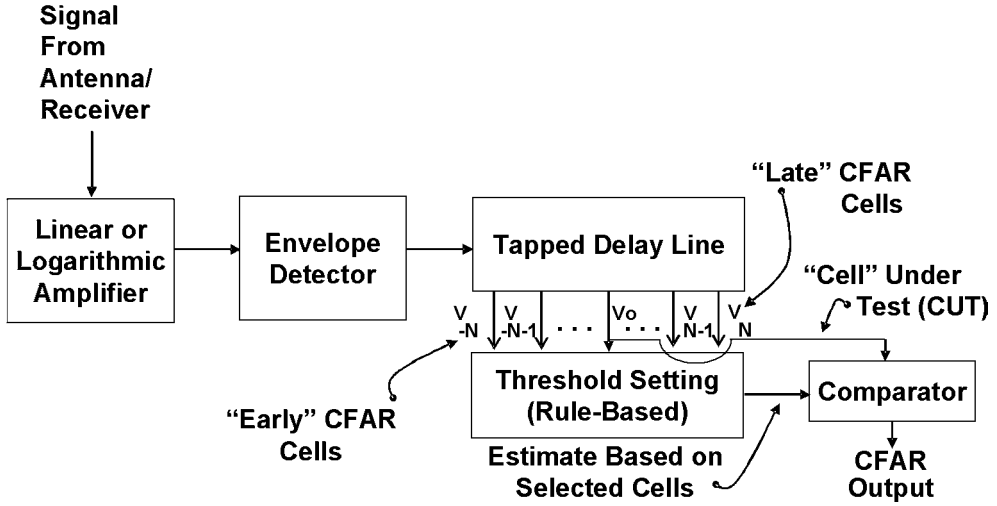 Signal
From
Antenna/
Receiver
“Late” CFAR
Cells
Linear or
Logarithmic
Amplifier
Envelope
Detector
Tapped Delay Line
“Cell” Under
Test (CUT)
V
-N
V
-N-1
. . .
Vo
. . .
V
N-1
V
N
Threshold Setting
(Rule-Based)
Comparator
“Early” CFAR
Cells
Estimate Based on
Selected Cells
CFAR
Output